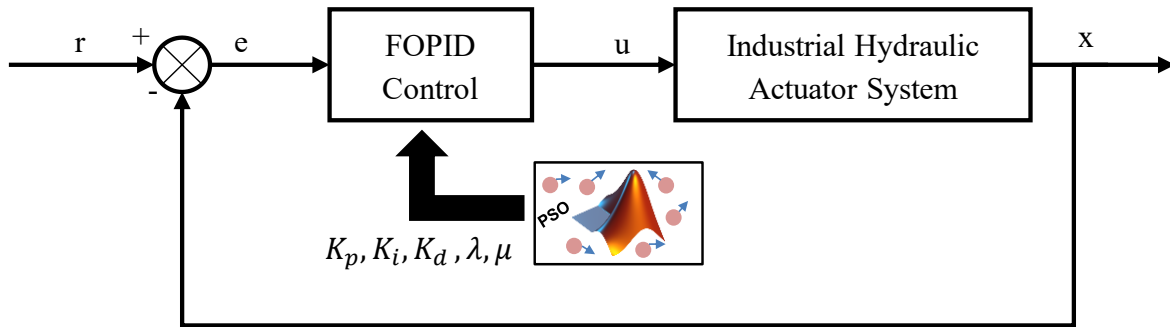 r
+
-
e
FOPID
Control
u
Industrial Hydraulic
Actuator System
x
PSO
K_p, K_i, K_d , λ, μ